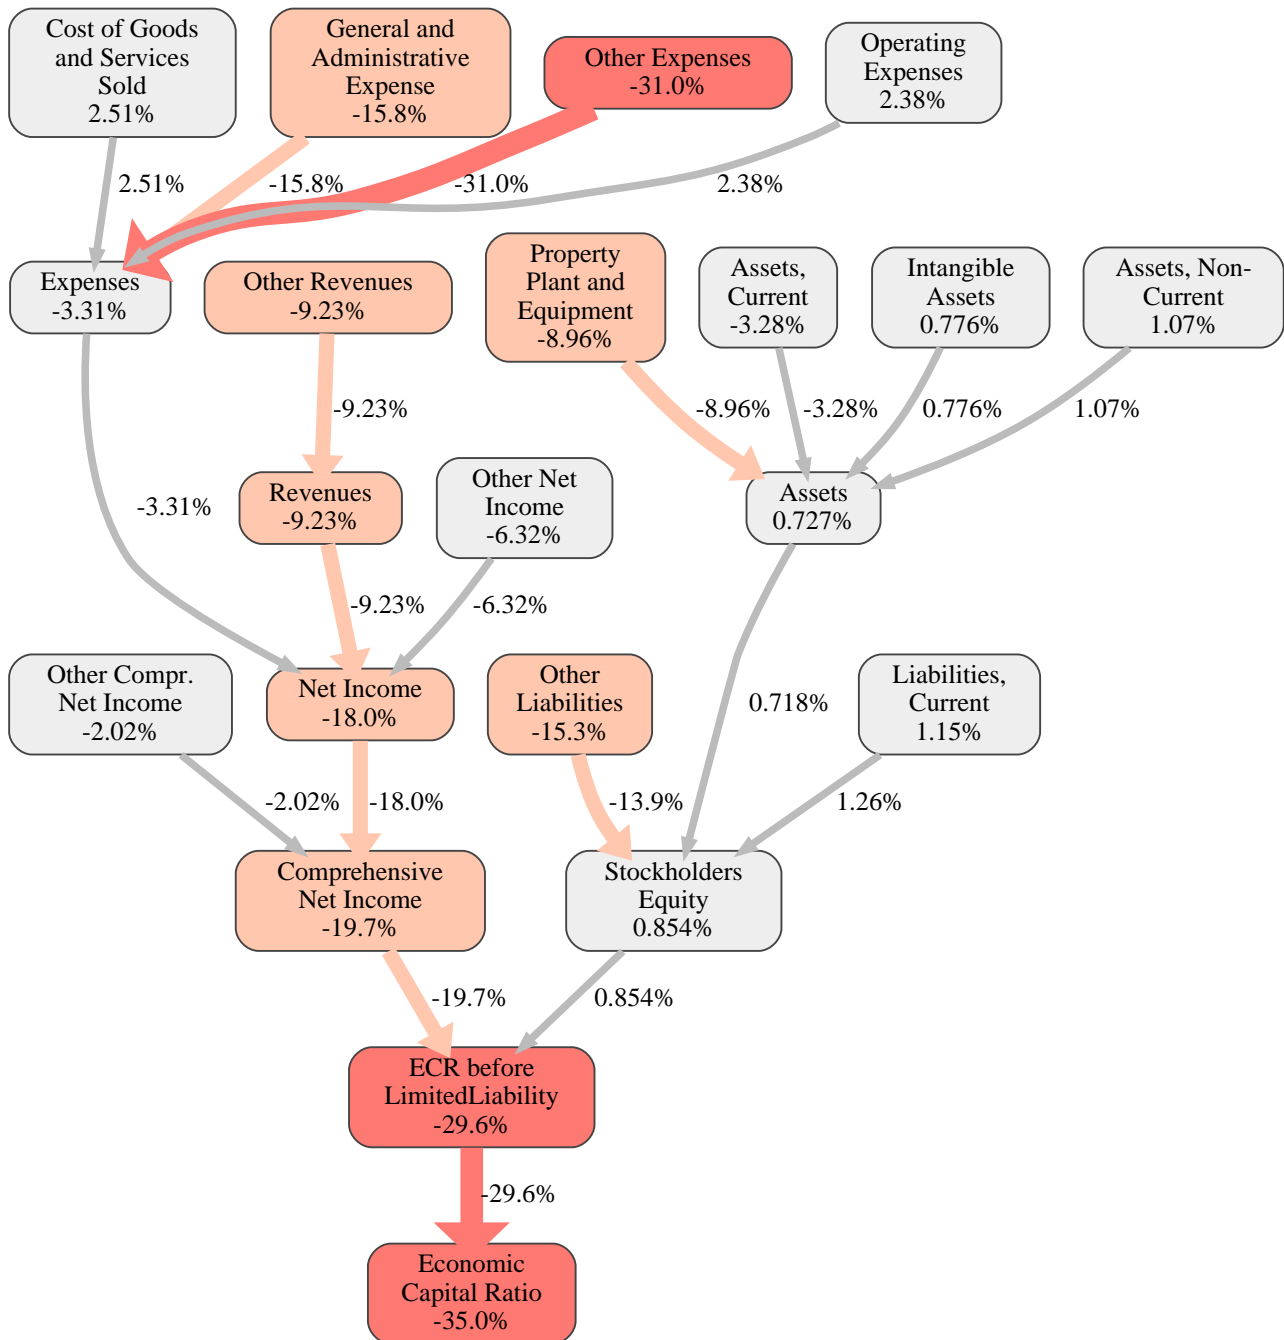 Cost of Goods
and Services
Sold
2.51%
General and
Administrative
Expense
-15.8%
Other Expenses
-31.0%
Operating
Expenses
2.38%
2.51%
-15.8%
-31.0%
2.38%
Expenses
-3.31%
Other Revenues
-9.23%
Property
Plant and
Equipment
-8.96%
Assets,
Current
-3.28%
Intangible
Assets
0.776%
Assets, Non-
Current
1.07%
-9.23%
-8.96%
-3.28%
0.776%
1.07%
-3.31%
Revenues
-9.23%
Other Net
Income
-6.32%
Assets
0.727%
-9.23%
-6.32%
0.718%
Other Compr.
Net Income
-2.02%
Net Income
-18.0%
Other
Liabilities
-15.3%
Liabilities,
Current
1.15%
-2.02%
-18.0%
-13.9%
1.26%
Comprehensive
Net Income
-19.7%
Stockholders
Equity
0.854%
-19.7%
0.854%
ECR before
LimitedLiability
-29.6%
-29.6%
Economic
Capital Ratio
-35.0%